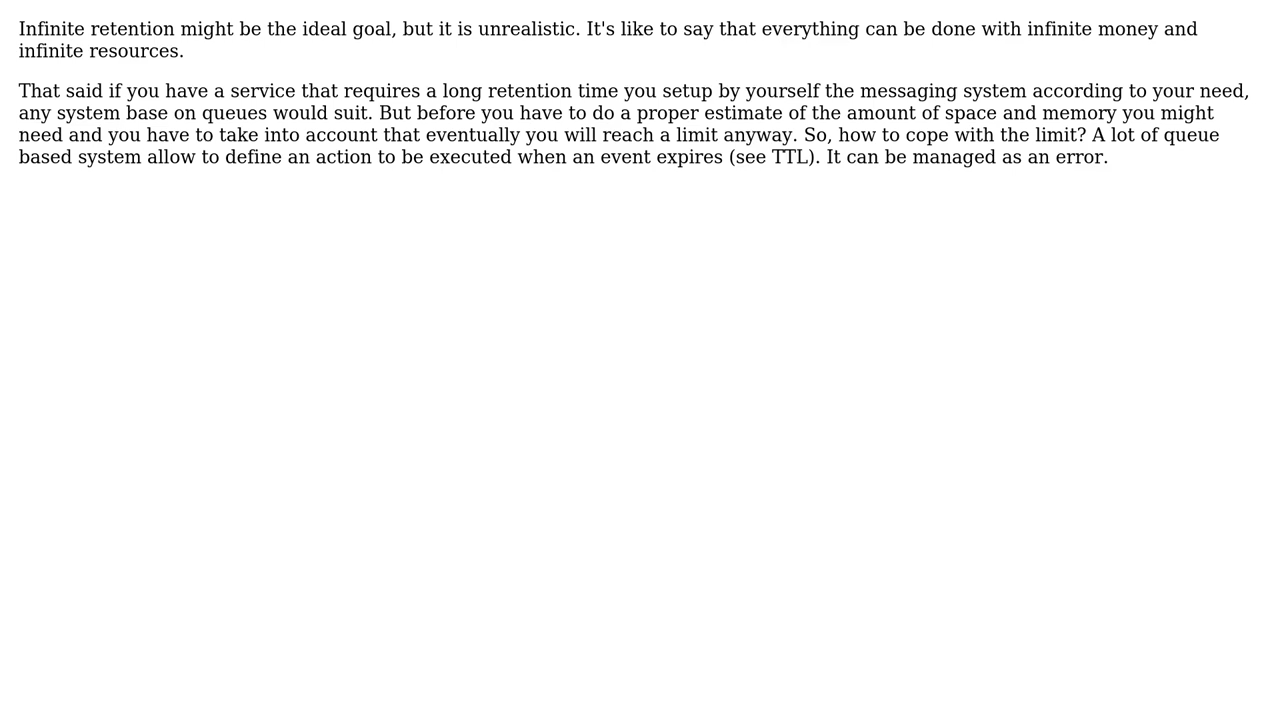 Infinite retention might be the ideal goal, but it is unrealistic. It's like to say that everything can be done with infinite money and
infinite resources.
That said if you have a service that requires a long retention time you setup by yourself the messaging system according to your need,
any system base on queues would suit. But before you have to do a proper estimate of the amount of space and memory you might
need and you have to take into account that eventually you will reach a limit anyway. So, how to cope with the limit? A lot of queue
based system allow to define an action to be executed when an event expires (see TTL). It can be managed as an error.